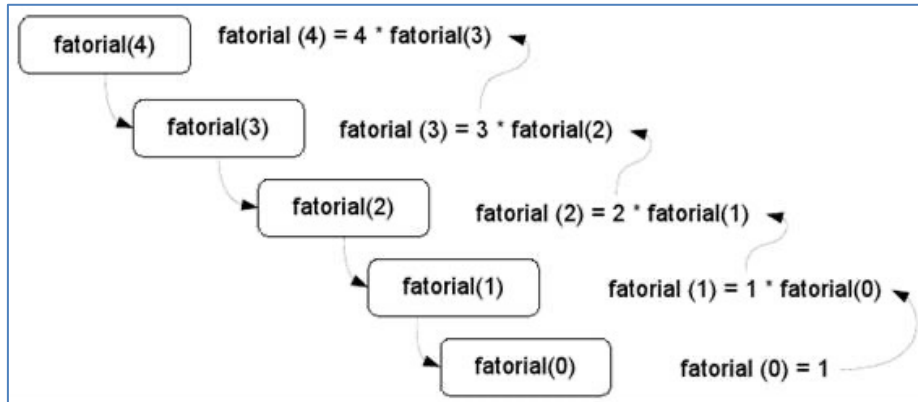 fatorial(4)
fatorial (4) = 4 * fatorial(3)
fatorial(3)
fatorial (3) = 3 * fatorial(2)
fatorial(2)
fatorial (2) = 2 * fatorial(1)
fatorial(1)
fatorial (1) = 1 * fatorial(0)
fatorial(0)
fatorial (0) = 1